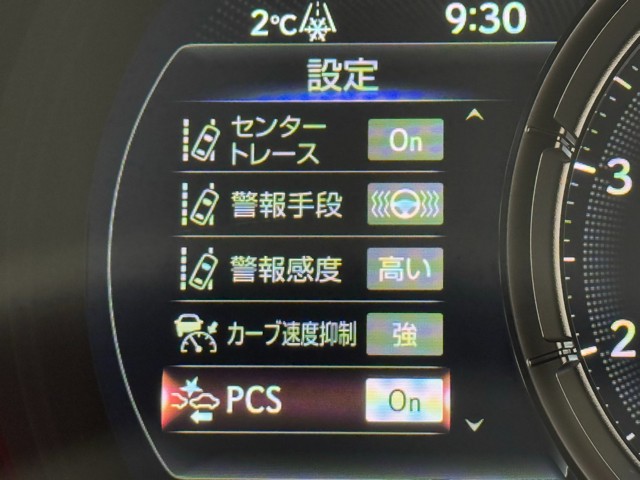 2℃ 9:30
設定
センター
トレース On
警報手段
警報感度 高い
カーブ速度抑制 強
PCS On
3
2